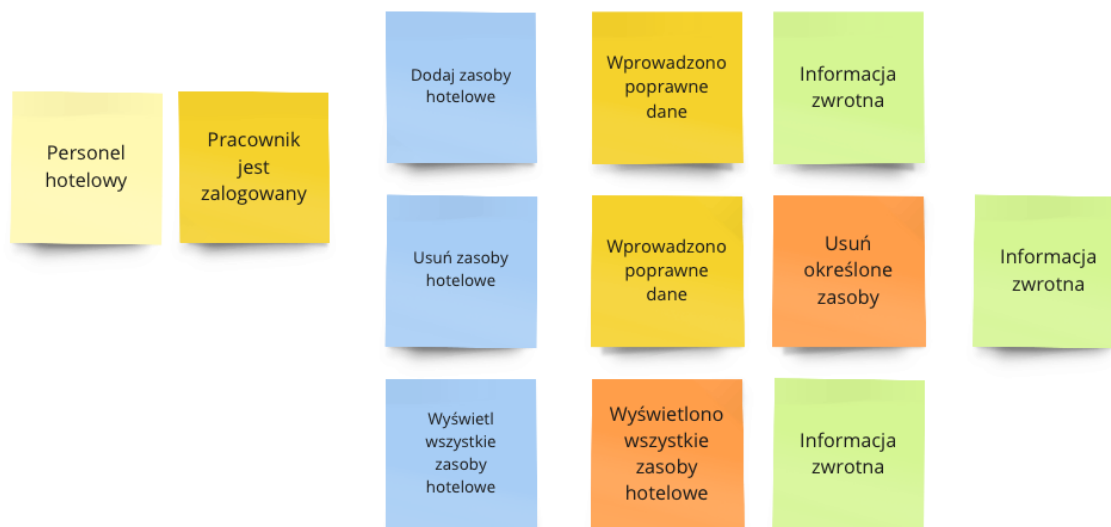 Personel
hotelowy
Pracownik
jest
zalogowany
Dodaj zasoby
hotelowe
Wprowadzono
poprawne
dane
Informacja
zwrotna
Usuń zasoby
hotelowe
Wprowadzono
poprawne
dane
Usuń
określone
zasoby
Informacja
zwrotna
Wyświetl
wszystkie
zasoby
hotelowe
Wyświetlono
wszystkie
zasoby
hotelowe
Informacja
zwrotna